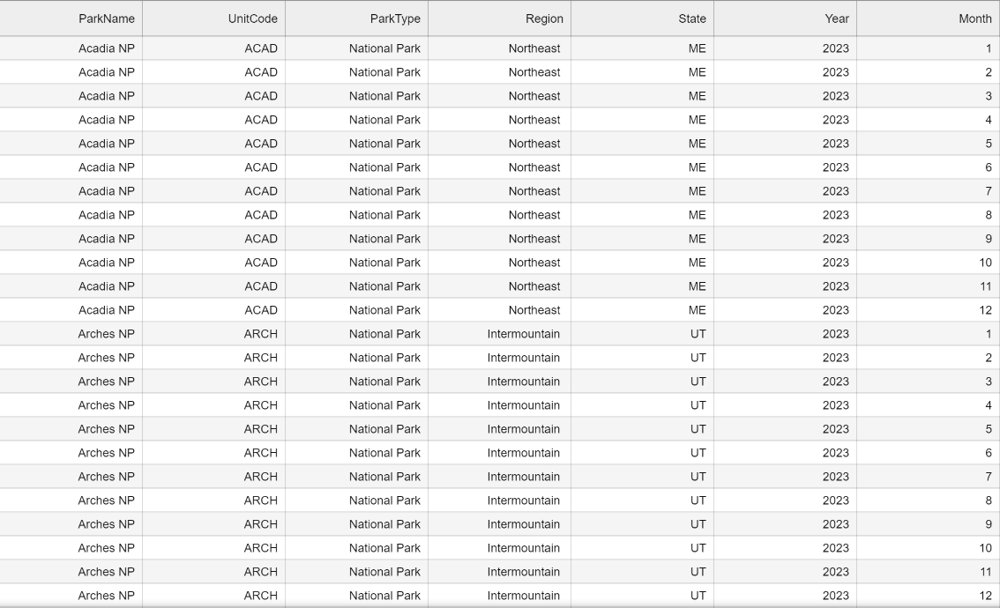 ParkName UnitCode ParkType Region State Year Month
Acadia NP ACAD National Park Northeast ME 2023 1
Acadia NP ACAD National Park Northeast ME 2023 2
Acadia NP ACAD National Park Northeast ME 2023 3
Acadia NP ACAD National Park Northeast ME 2023 4
Acadia NP ACAD National Park Northeast ME 2023 5
Acadia NP ACAD National Park Northeast ME 2023 6
Acadia NP ACAD National Park Northeast ME 2023 7
Acadia NP ACAD National Park Northeast ME 2023 8
Acadia NP ACAD National Park Northeast ME 2023 9
Acadia NP ACAD National Park Northeast ME 2023 10
Acadia NP ACAD National Park Northeast ME 2023 11
Acadia NP ACAD National Park Northeast ME 2023 12
Arches NP ARCH National Park Intermountain UT 2023 1
Arches NP ARCH National Park Intermountain UT 2023 2
Arches NP ARCH National Park Intermountain UT 2023 3
Arches NP ARCH National Park Intermountain UT 2023 4
Arches NP ARCH National Park Intermountain UT 2023 5
Arches NP ARCH National Park Intermountain UT 2023 6
Arches NP ARCH National Park Intermountain UT 2023 7
Arches NP ARCH National Park Intermountain UT 2023 8
Arches NP ARCH National Park Intermountain UT 2023 9
Arches NP ARCH National Park Intermountain UT 2023 10
Arches NP ARCH National Park Intermountain UT 2023 11
Arches NP ARCH National Park Intermountain UT 2023 12